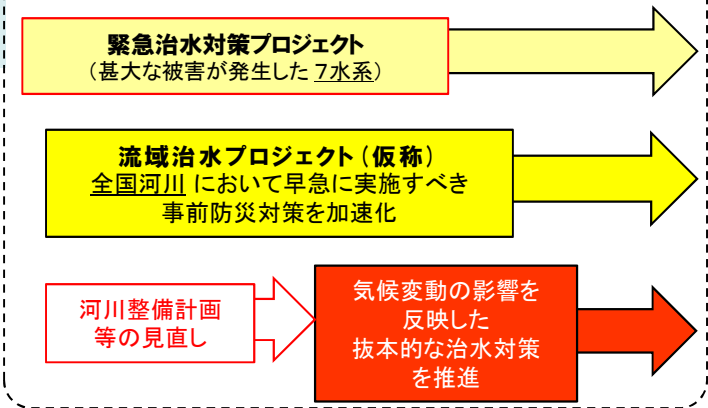 緊急治水対策プロジェクト
（甚大な被害が発生した 7水系）
流域治水プロジェクト（仮称）
全国河川 において早急に実施すべき
事前防災対策を加速化
河川整備計画
等の見直し
気候変動の影響を
反映した
抜本的な治水対策
を推進